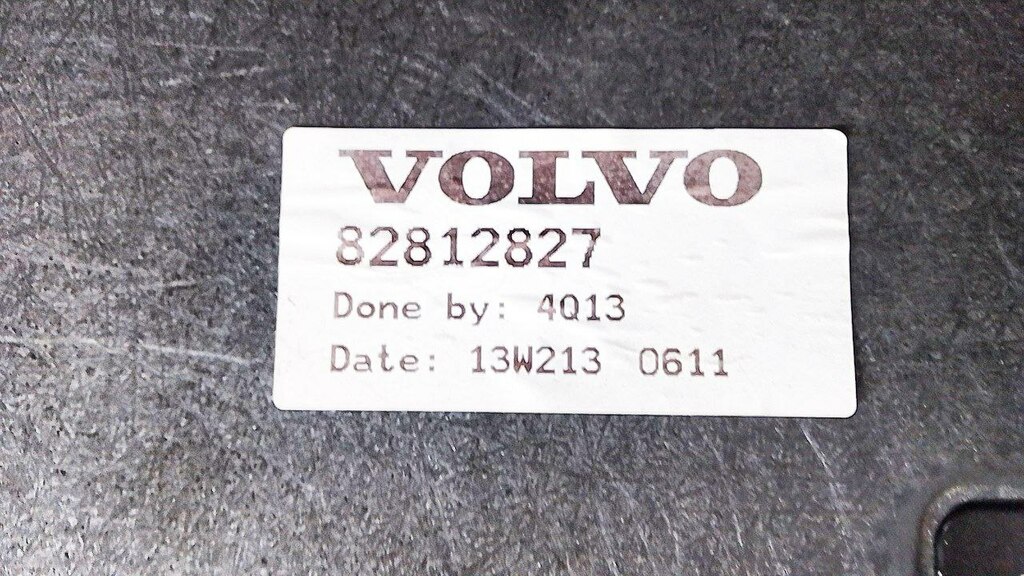 VOLVO
82812827
Done by: 4Q13
Date: 13W213 0611